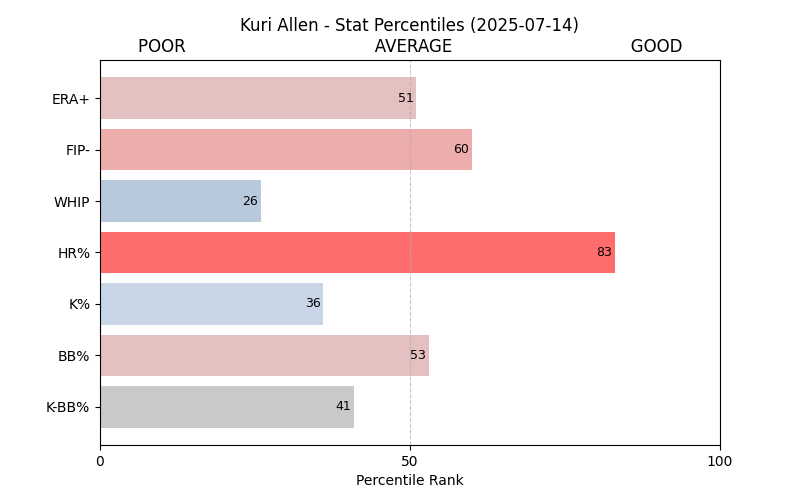 Kuri Allen - Stat Percentiles (2025-07-14)
POOR AVERAGE GOOD
ERA+ 51
FIP- 60
WHIP 26
HR% 83
K% 36
BB% 53
K-BB% 41
0 50 100
Percentile Rank